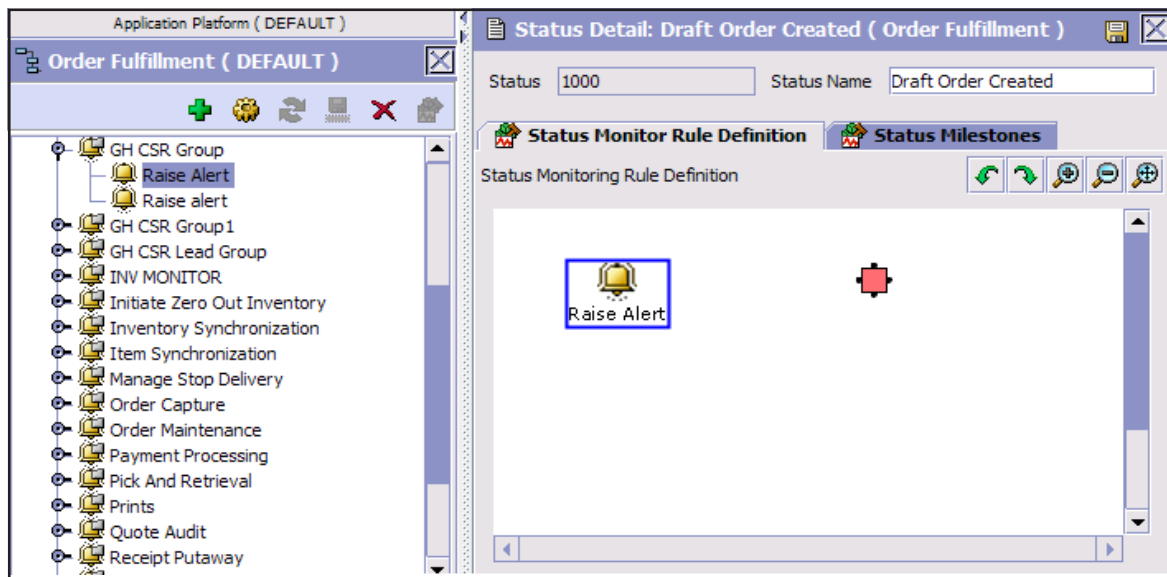 Application Platform ( DEFAULT )
Order Fulfillment ( DEFAULT )
GH CSR Group
Raise Alert
Raise alert
GH CSR Group1
GH CSR Lead Group
INV MONITOR
Initiate Zero Out Inventory
Inventory Synchronization
Item Synchronization
Manage Stop Delivery
Order Capture
Order Maintenance
Payment Processing
Pick And Retrieval
Prints
Quote Audit
Receipt Putaway
Status Detail: Draft Order Created ( Order Fulfillment )
Status 1000 Status Name Draft Order Created
Status Monitor Rule Definition Status Milestones
Status Monitoring Rule Definition
Raise Alert